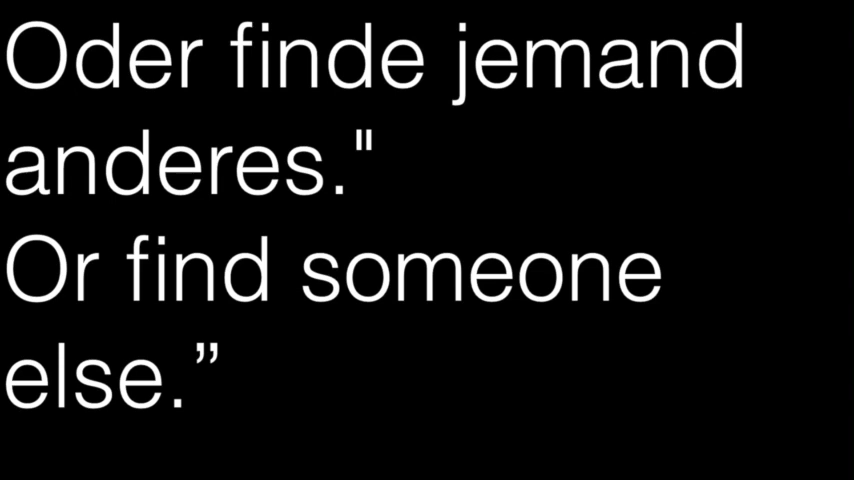 Oder finde jemand
anderes."
Or find someone
else.”